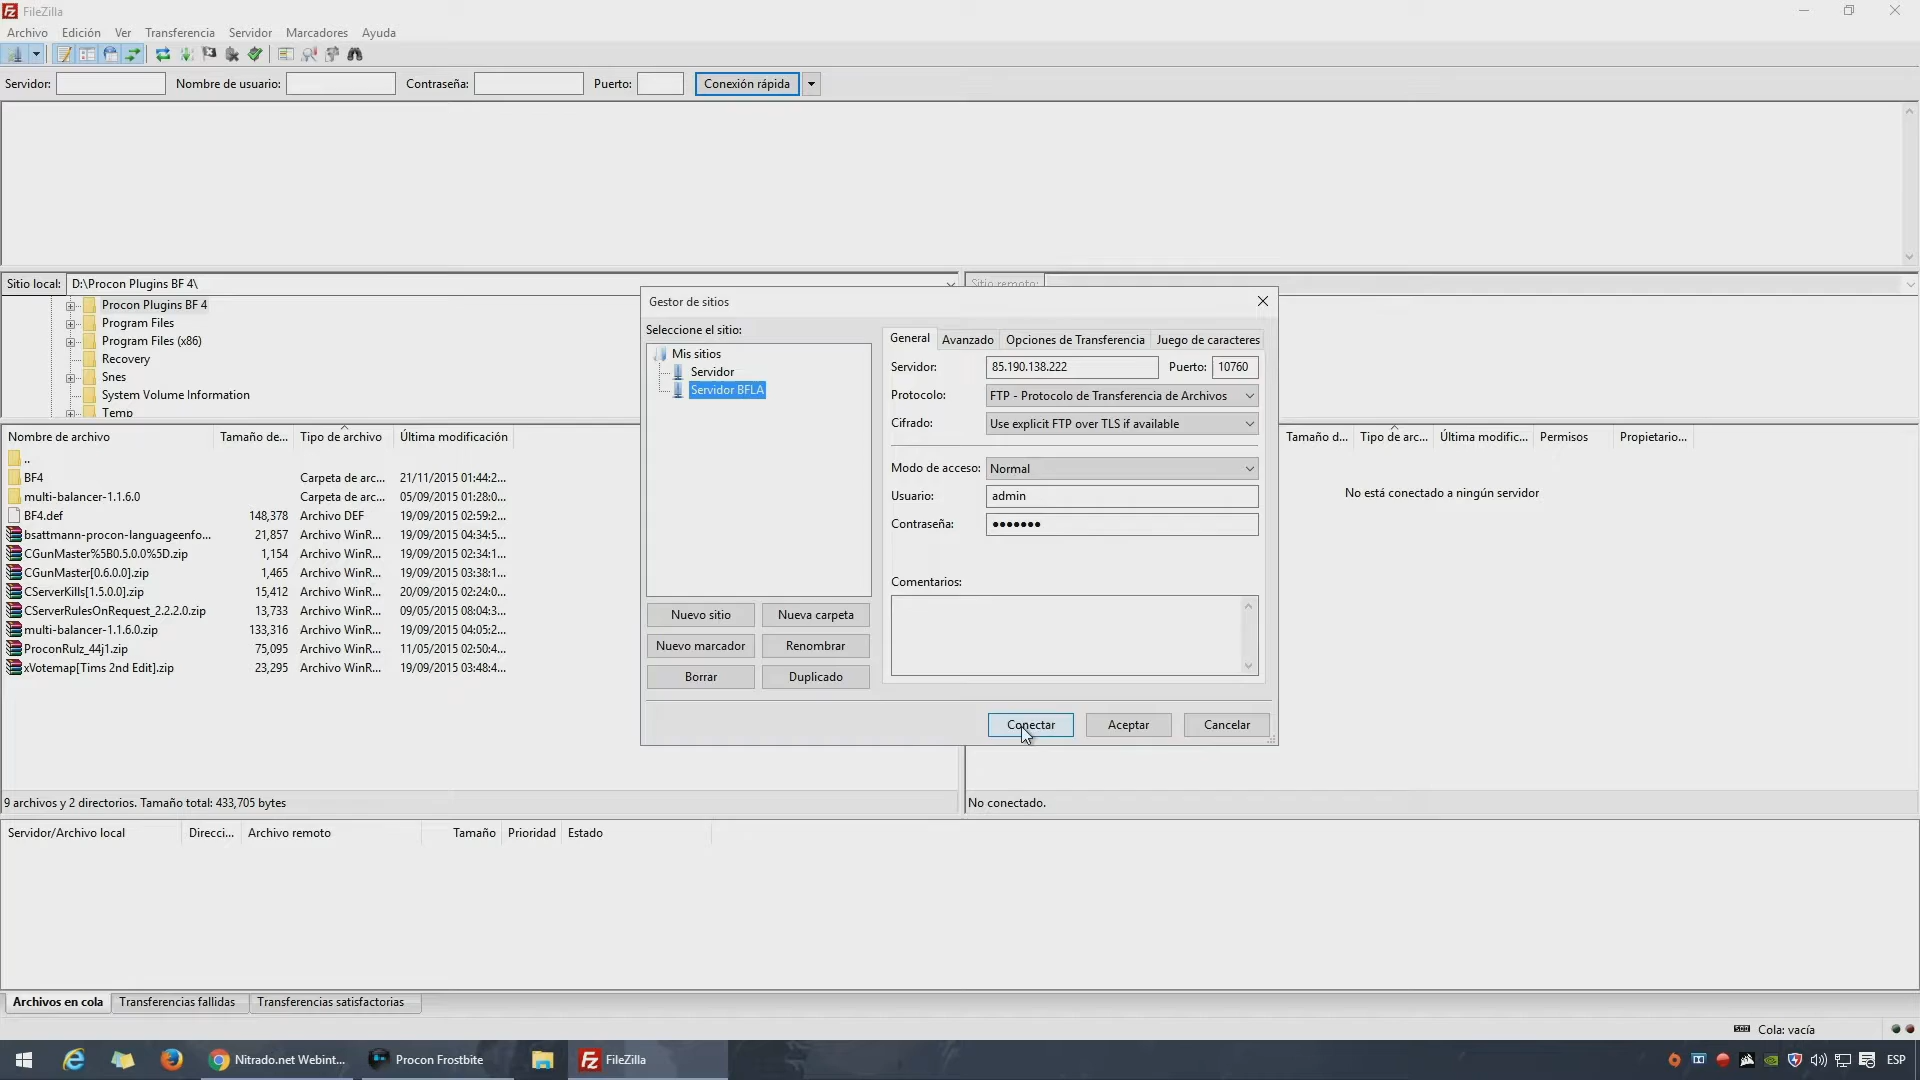 FileZilla
Archivo Edición Ver Transferencia Servidor Marcadores Ayuda
Servidor: Nombre de usuario: Contraseña: Puerto: Conexión rápida
Sitio local: D:\Procon Plugins BF 4\
Sitio remoto:
Procon Plugins BF 4
Program Files
Program Files (x86)
Recovery
Snes
System Volume Information
Temp
Nombre de archivo Tamaño de... Tipo de archivo Última modificación
..
BF4 Carpeta de arc... 21/11/2015 01:44:2...
multi-balancer-1.1.6.0 Carpeta de arc... 05/09/2015 01:28:0...
BF4.def 148,378 Archivo DEF 19/09/2015 02:59:2...
bsattmann-procon-languageenfo... 21,857 Archivo WinR... 19/09/2015 04:34:5...
CGunMaster%5B0.5.0.0%5D.zip 1,154 Archivo WinR... 19/09/2015 02:34:1...
CGunMaster[0.6.0.0].zip 1,465 Archivo WinR... 19/09/2015 03:38:1...
CServerKills[1.5.0.0].zip 15,412 Archivo WinR... 20/09/2015 02:24:0...
CServerRulesOnRequest_2.2.2.0.zip 13,733 Archivo WinR... 09/05/2015 08:04:3...
multi-balancer-1.1.6.0.zip 133,316 Archivo WinR... 19/09/2015 04:05:2...
ProconRulz_44j1.zip 75,095 Archivo WinR... 11/05/2015 02:50:4...
xVotemap[Tims 2nd Edit].zip 23,295 Archivo WinR... 19/09/2015 03:48:4...
9 archivos y 2 directorios. Tamaño total: 433,705 bytes
Gestor de sitios
Seleccione el sitio:
Mis sitios
Servidor
Servidor BFLA
Nuevo sitio Nueva carpeta
Nuevo marcador Renombrar
Borrar Duplicado
General Avanzado Opciones de Transferencia Juego de caracteres
Servidor: 85.190.138.222 Puerto: 10760
Protocolo: FTP - Protocolo de Transferencia de Archivos
Cifrado: Use explicit FTP over TLS if available
Modo de acceso: Normal
Usuario: admin
Contraseña: ●●●●●●●
Comentarios:
Conectar Aceptar Cancelar
Tamaño d... Tipo de arc... Última modific... Permisos Propietario...
No está conectado a ningún servidor
No conectado.
Servidor/Archivo local Direcci... Archivo remoto Tamaño Prioridad Estado
Archivos en cola Transferencias fallidas Transferencias satisfactorias
Cola: vacía
Nitrado.net Webint... Procon Frostbite FileZilla ESP